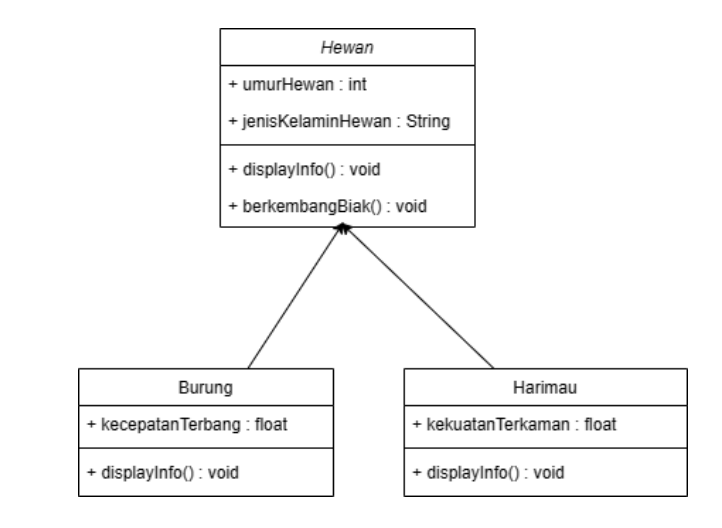 Hewan
+ umurHewan : int
+ jenisKelaminHewan : String
+ displayInfo() : void
+ berkembangBiak() : void
Burung
+ kecepatanTerbang : float
+ displayInfo() : void
Harimau
+ kekuatanTerkaman : float
+ displayInfo() : void